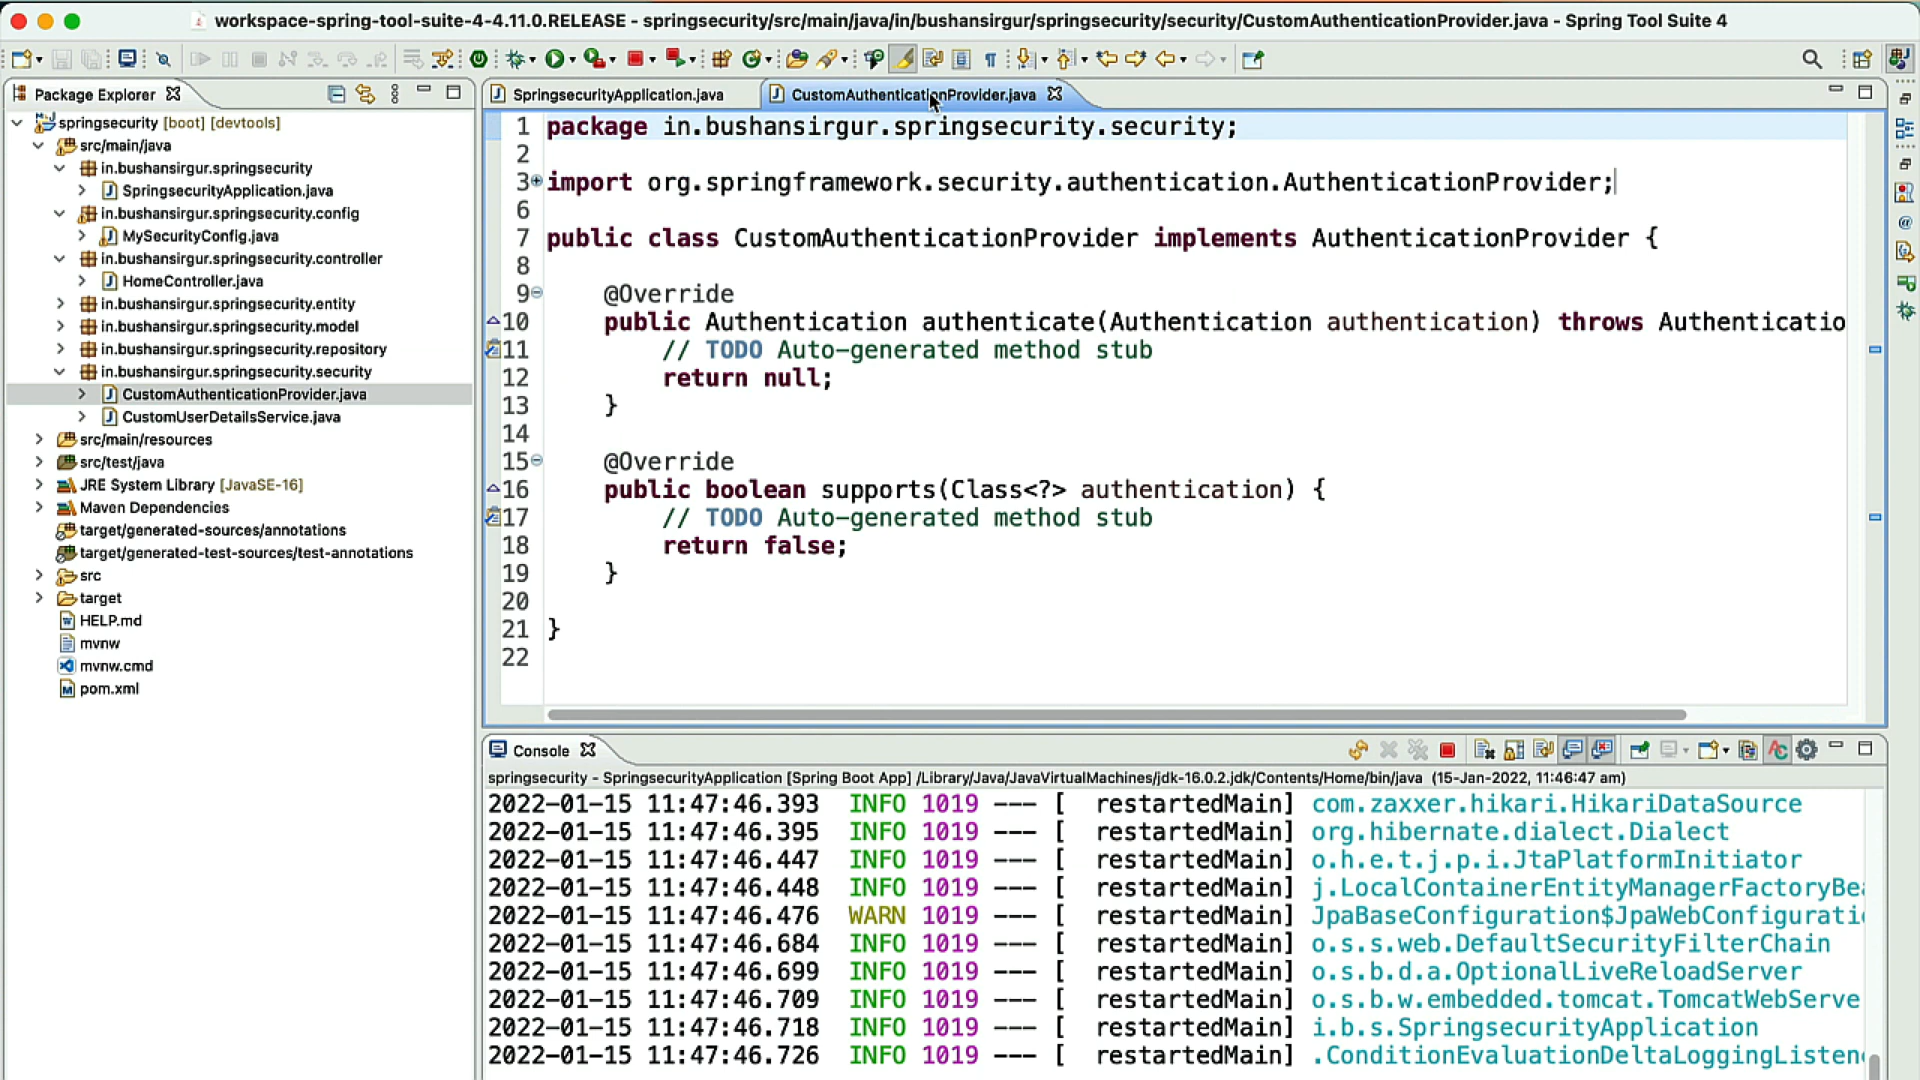 workspace-spring-tool-suite-4-4.11.0.RELEASE - springsecurity/src/main/java/in/bushansirgur/springsecurity/security/CustomAuthenticationProvider.java - Spring Tool Suite 4
Package Explorer
springsecurity [boot] [devtools]
src/main/java
in.bushansirgur.springsecurity
SpringsecurityApplication.java
in.bushansirgur.springsecurity.config
MySecurityConfig.java
in.bushansirgur.springsecurity.controller
HomeController.java
in.bushansirgur.springsecurity.entity
in.bushansirgur.springsecurity.model
in.bushansirgur.springsecurity.repository
in.bushansirgur.springsecurity.security
CustomAuthenticationProvider.java
CustomUserDetailsService.java
src/main/resources
src/test/java
JRE System Library [JavaSE-16]
Maven Dependencies
target/generated-sources/annotations
target/generated-test-sources/test-annotations
src
target
HELP.md
mvnw
mvnw.cmd
pom.xml
SpringsecurityApplication.java
CustomAuthenticationProvider.java
1 package in.bushansirgur.springsecurity.security;
2
3 import org.springframework.security.authentication.AuthenticationProvider;
6
7 public class CustomAuthenticationProvider implements AuthenticationProvider {
8
9 @Override
10 public Authentication authenticate(Authentication authentication) throws Authenticatio
11 // TODO Auto-generated method stub
12 return null;
13 }
14
15 @Override
16 public boolean supports(Class<?> authentication) {
17 // TODO Auto-generated method stub
18 return false;
19 }
20
21 }
22
Console
springsecurity - SpringsecurityApplication [Spring Boot App] /Library/Java/JavaVirtualMachines/jdk-16.0.2.jdk/Contents/Home/bin/java (15-Jan-2022, 11:46:47 am)
2022-01-15 11:47:46.393 INFO 1019 --- [ restartedMain] com.zaxxer.hikari.HikariDataSource
2022-01-15 11:47:46.395 INFO 1019 --- [ restartedMain] org.hibernate.dialect.Dialect
2022-01-15 11:47:46.447 INFO 1019 --- [ restartedMain] o.h.e.t.j.p.i.JtaPlatformInitiator
2022-01-15 11:47:46.448 INFO 1019 --- [ restartedMain] j.LocalContainerEntityManagerFactoryBea
2022-01-15 11:47:46.476 WARN 1019 --- [ restartedMain] JpaBaseConfiguration$JpaWebConfiguratio
2022-01-15 11:47:46.684 INFO 1019 --- [ restartedMain] o.s.s.web.DefaultSecurityFilterChain
2022-01-15 11:47:46.699 INFO 1019 --- [ restartedMain] o.s.b.d.a.OptionalLiveReloadServer
2022-01-15 11:47:46.709 INFO 1019 --- [ restartedMain] o.s.b.w.embedded.tomcat.TomcatWebServe
2022-01-15 11:47:46.718 INFO 1019 --- [ restartedMain] i.b.s.SpringsecurityApplication
2022-01-15 11:47:46.726 INFO 1019 --- [ restartedMain] .ConditionEvaluationDeltaLoggingListene